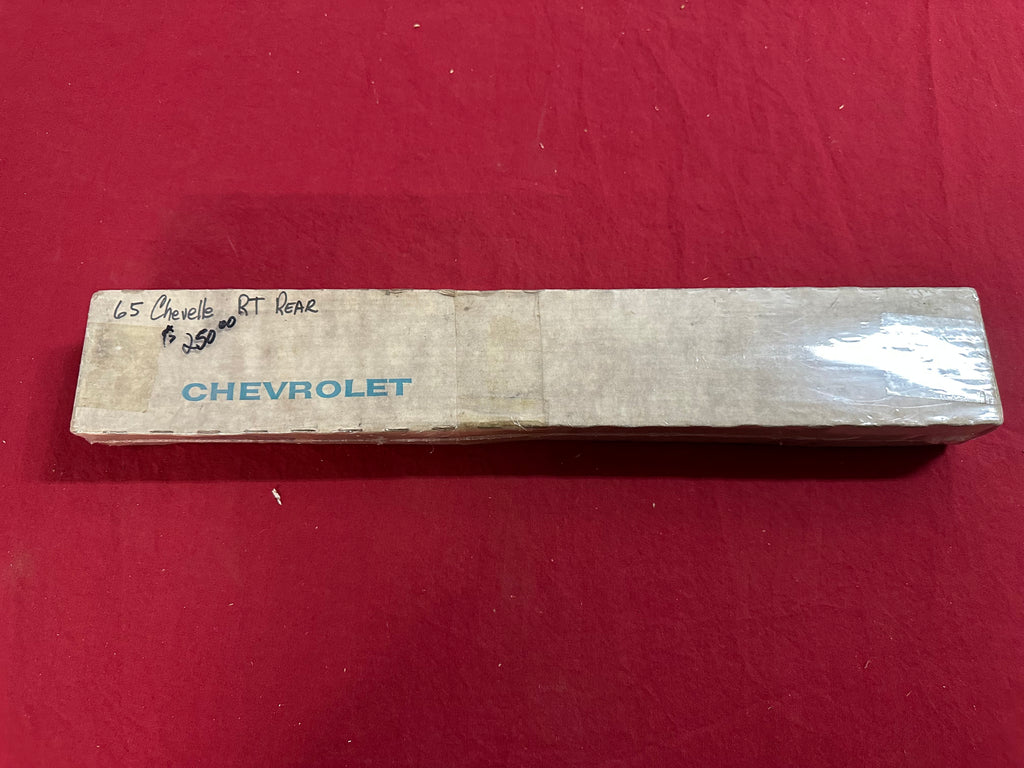 65 Chevelle RT REAR
$250.00
CHEVROLET